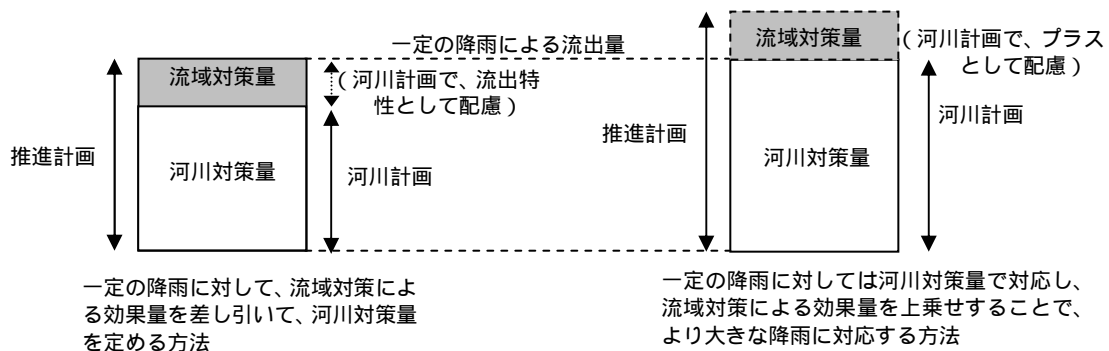 一定の降雨による流出量
流域対策量
（河川計画で、流出特
性として配慮）
推進計画
河川対策量
河川計画
一定の降雨に対して、流域対策によ
る効果量を差し引いて、河川対策量
を定める方法
流域対策量
（河川計画で、プラス
として配慮）
推進計画
河川対策量
河川計画
一定の降雨に対しては河川対策量で対応し、
流域対策による効果量を上乗せすることで、
より大きな降雨に対応する方法